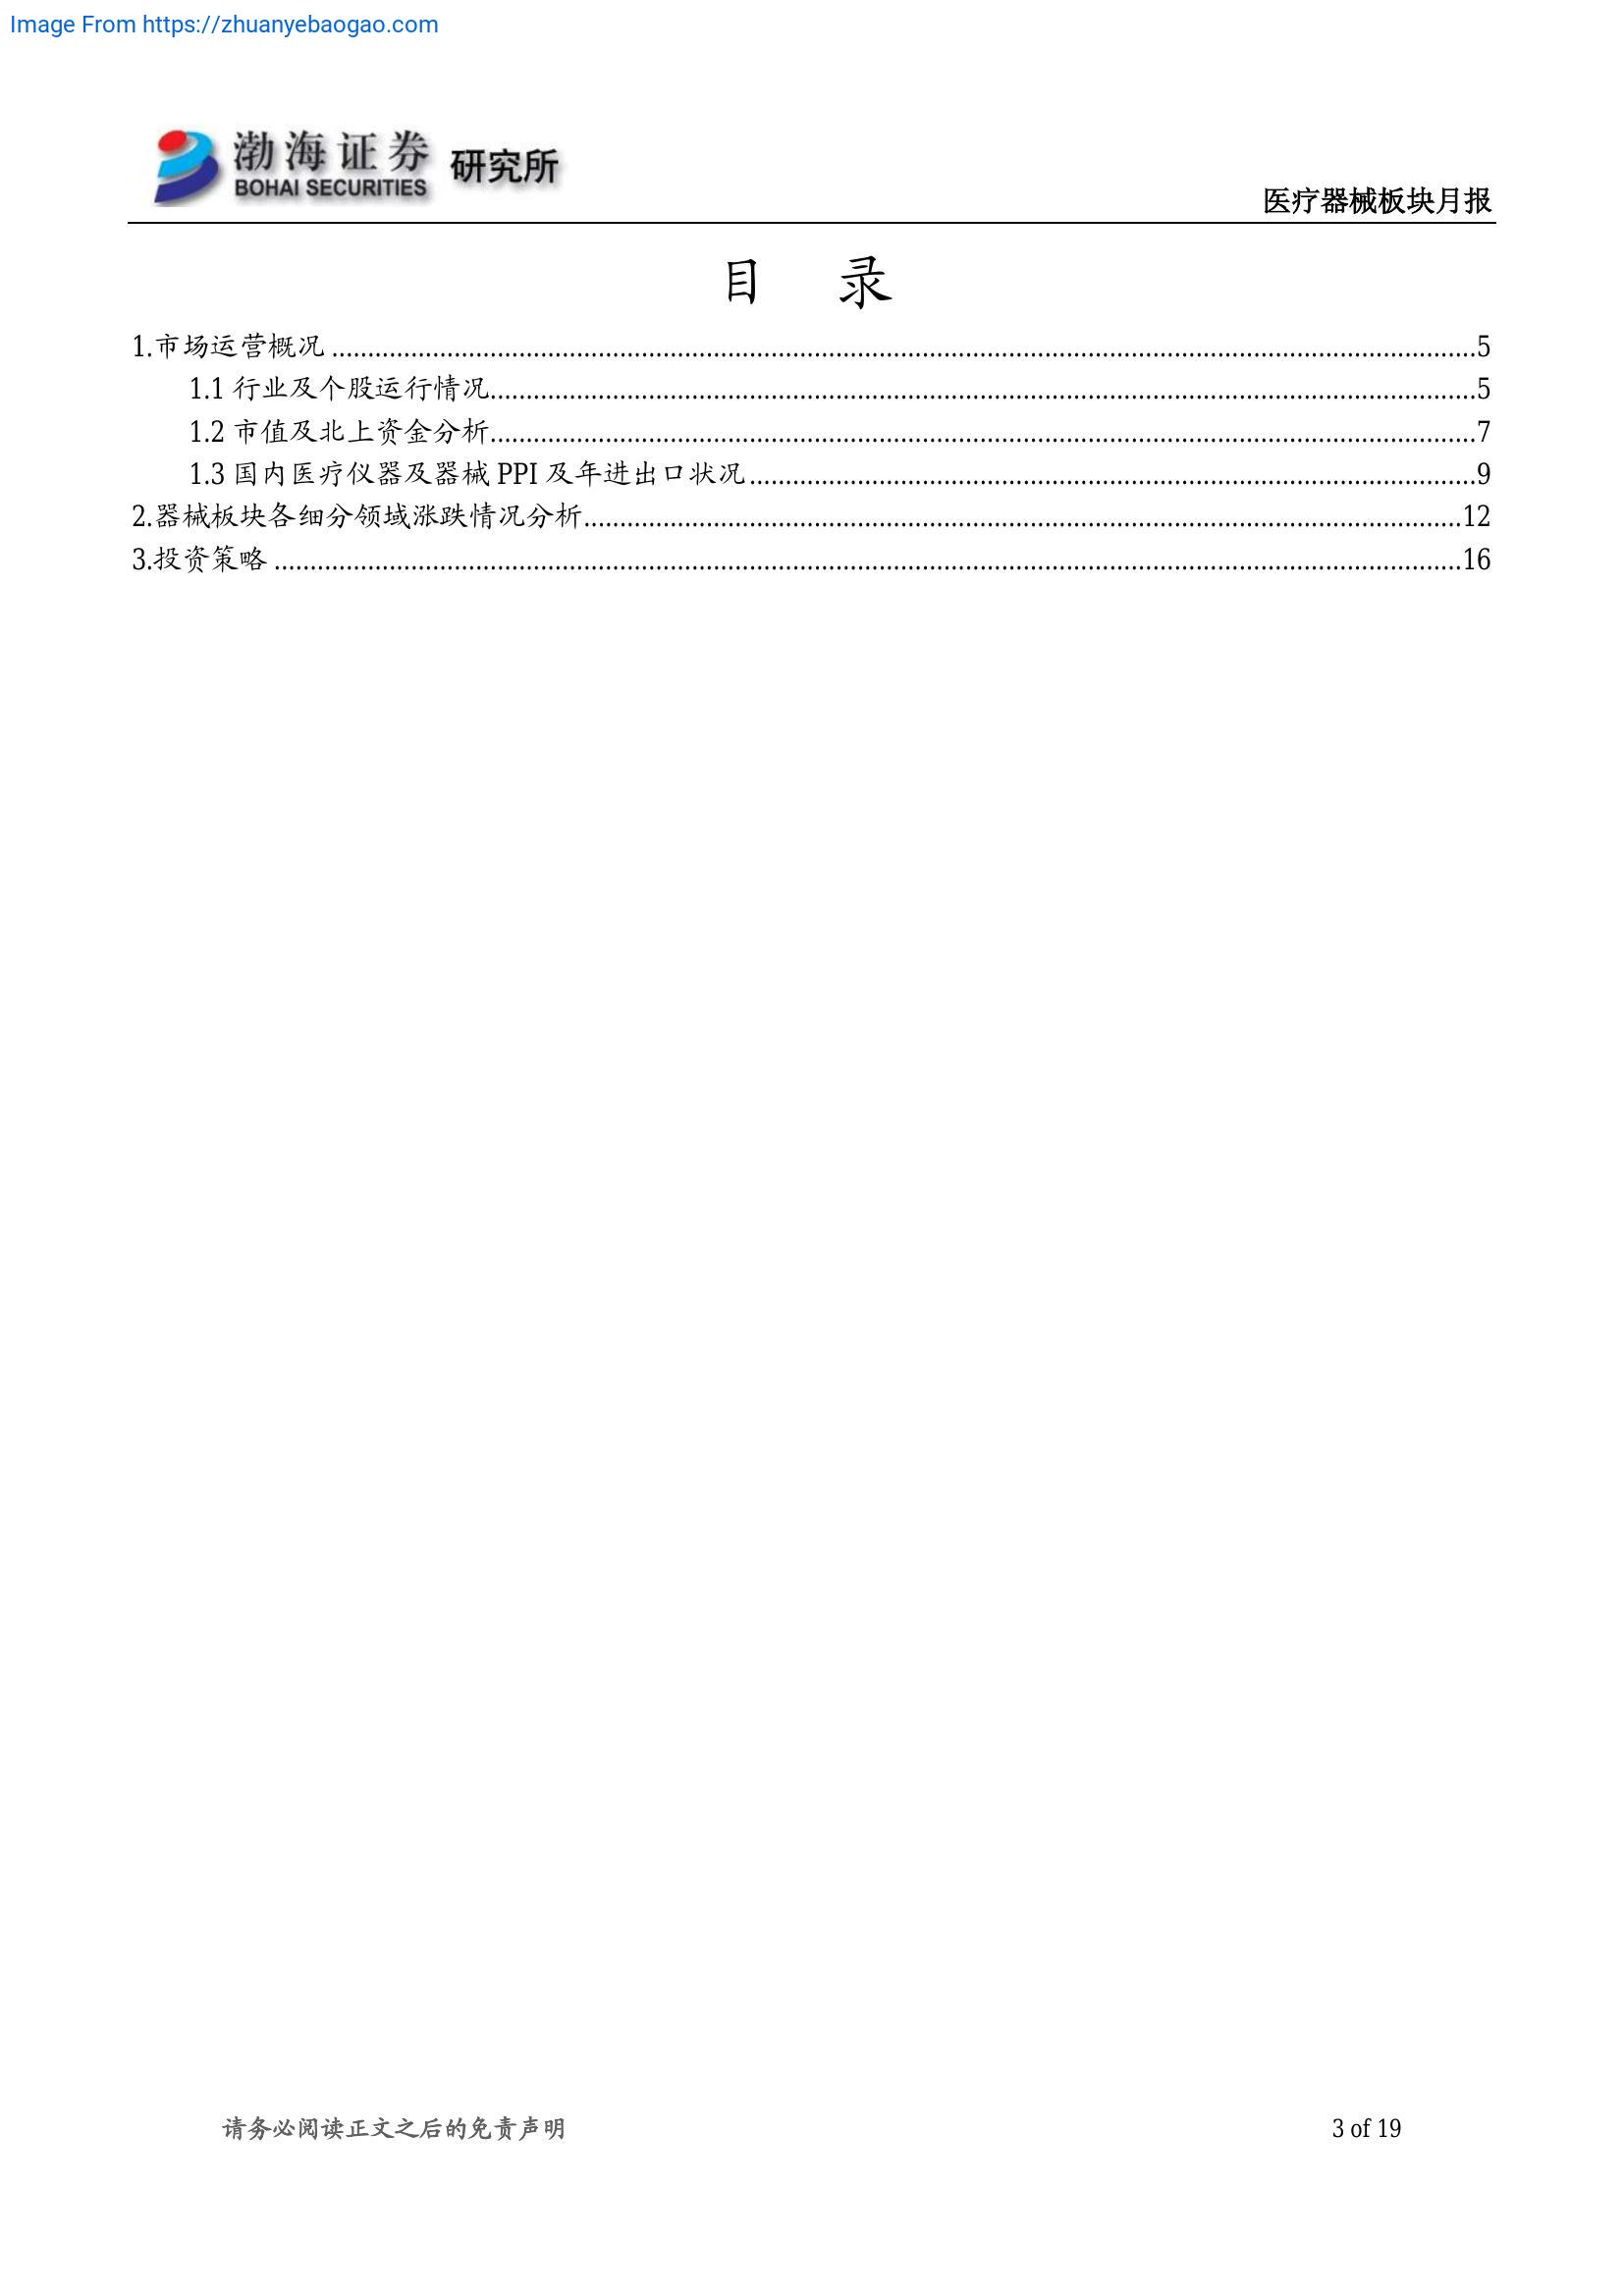 Image From https://zhuanyebaogao.com
渤海证券 研究所
BOHAI SECURITIES
医疗器械板块月报
目 录
1.市场运营概况 ........................................ 5
1.1 行业及个股运行情况........................................ 5
1.2 市值及北上资金分析........................................ 7
1.3 国内医疗仪器及器械 PPI 及年进出口状况........................................ 9
2.器械板块各细分领域涨跌情况分析........................................ 12
3.投资策略 ........................................ 16
请务必阅读正文之后的免责声明
3 of 19